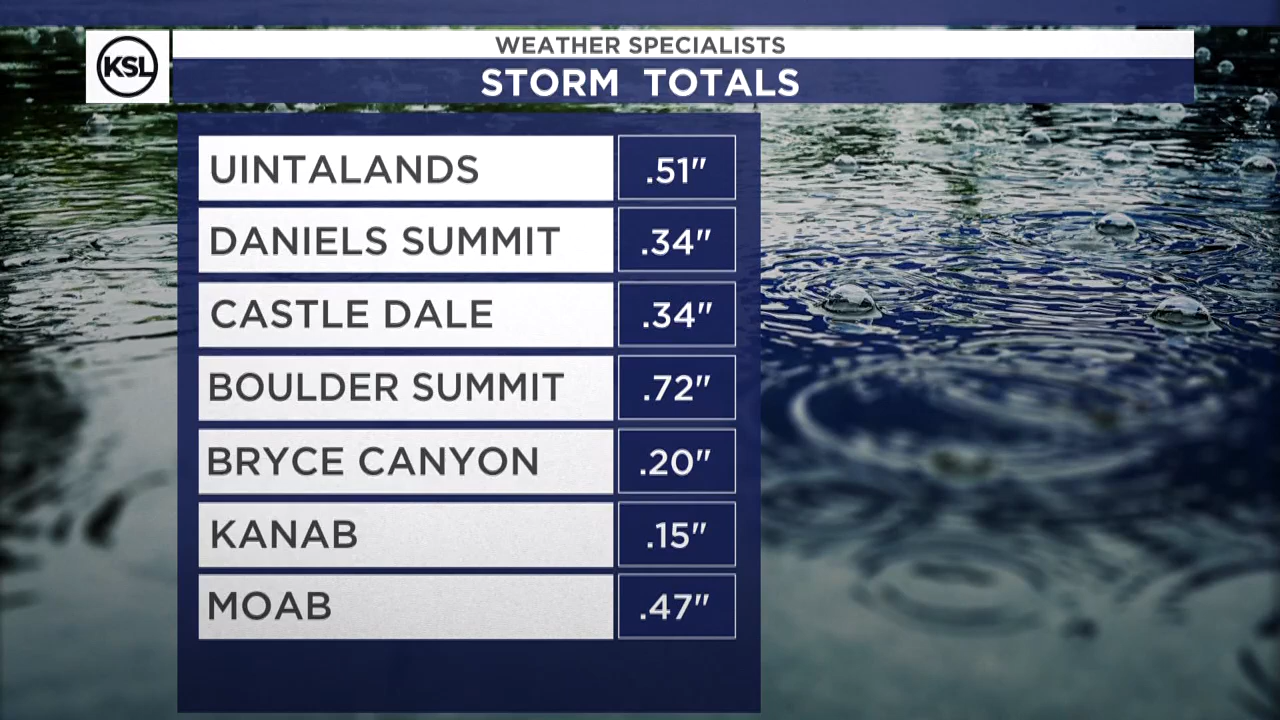 KSL
WEATHER SPECIALISTS
STORM TOTALS
UINTALANDS .51"
DANIELS SUMMIT .34"
CASTLE DALE .34"
BOULDER SUMMIT .72"
BRYCE CANYON .20"
KANAB .15"
MOAB .47"